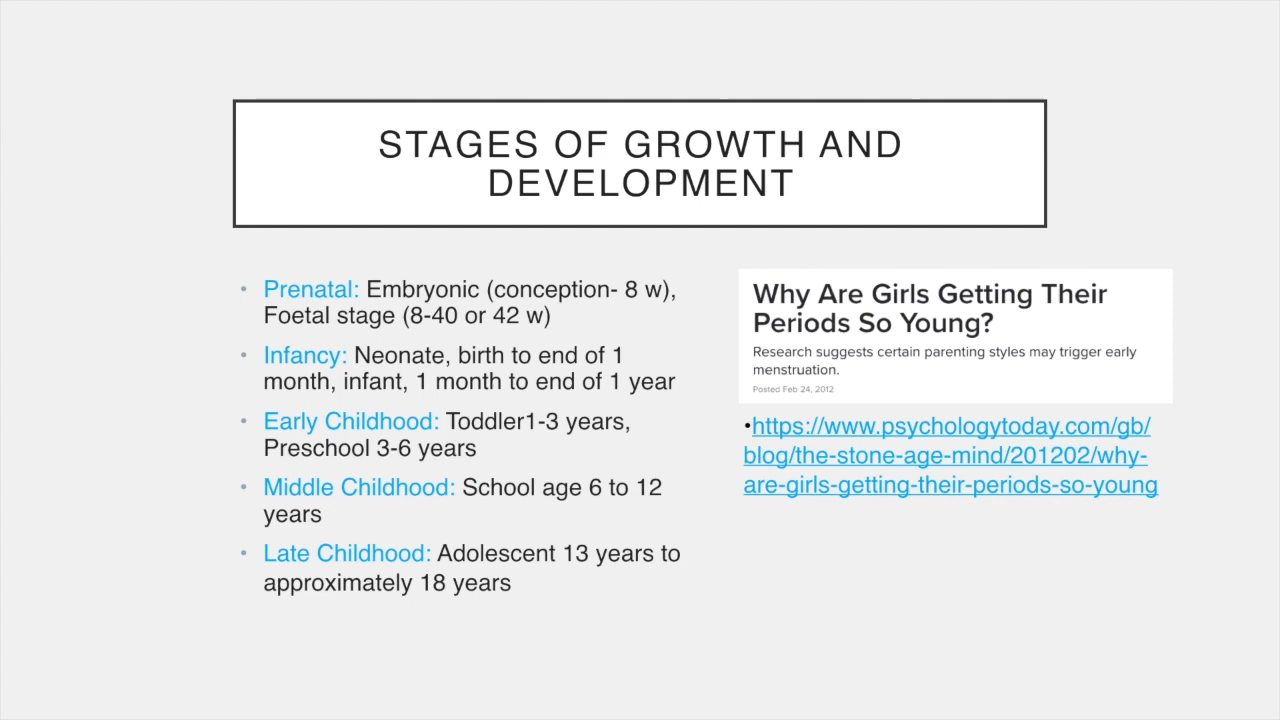 STAGES OF GROWTH AND
DEVELOPMENT
• Prenatal: Embryonic (conception- 8 w),
Foetal stage (8-40 or 42 w)
• Infancy: Neonate, birth to end of 1
month, infant, 1 month to end of 1 year
• Early Childhood: Toddler1-3 years,
Preschool 3-6 years
• Middle Childhood: School age 6 to 12
years
• Late Childhood: Adolescent 13 years to
approximately 18 years
Why Are Girls Getting Their
Periods So Young?
Research suggests certain parenting styles may trigger early
menstruation.
Posted Feb 24, 2012
•https://www.psychologytoday.com/gb/
blog/the-stone-age-mind/201202/why-
are-girls-getting-their-periods-so-young